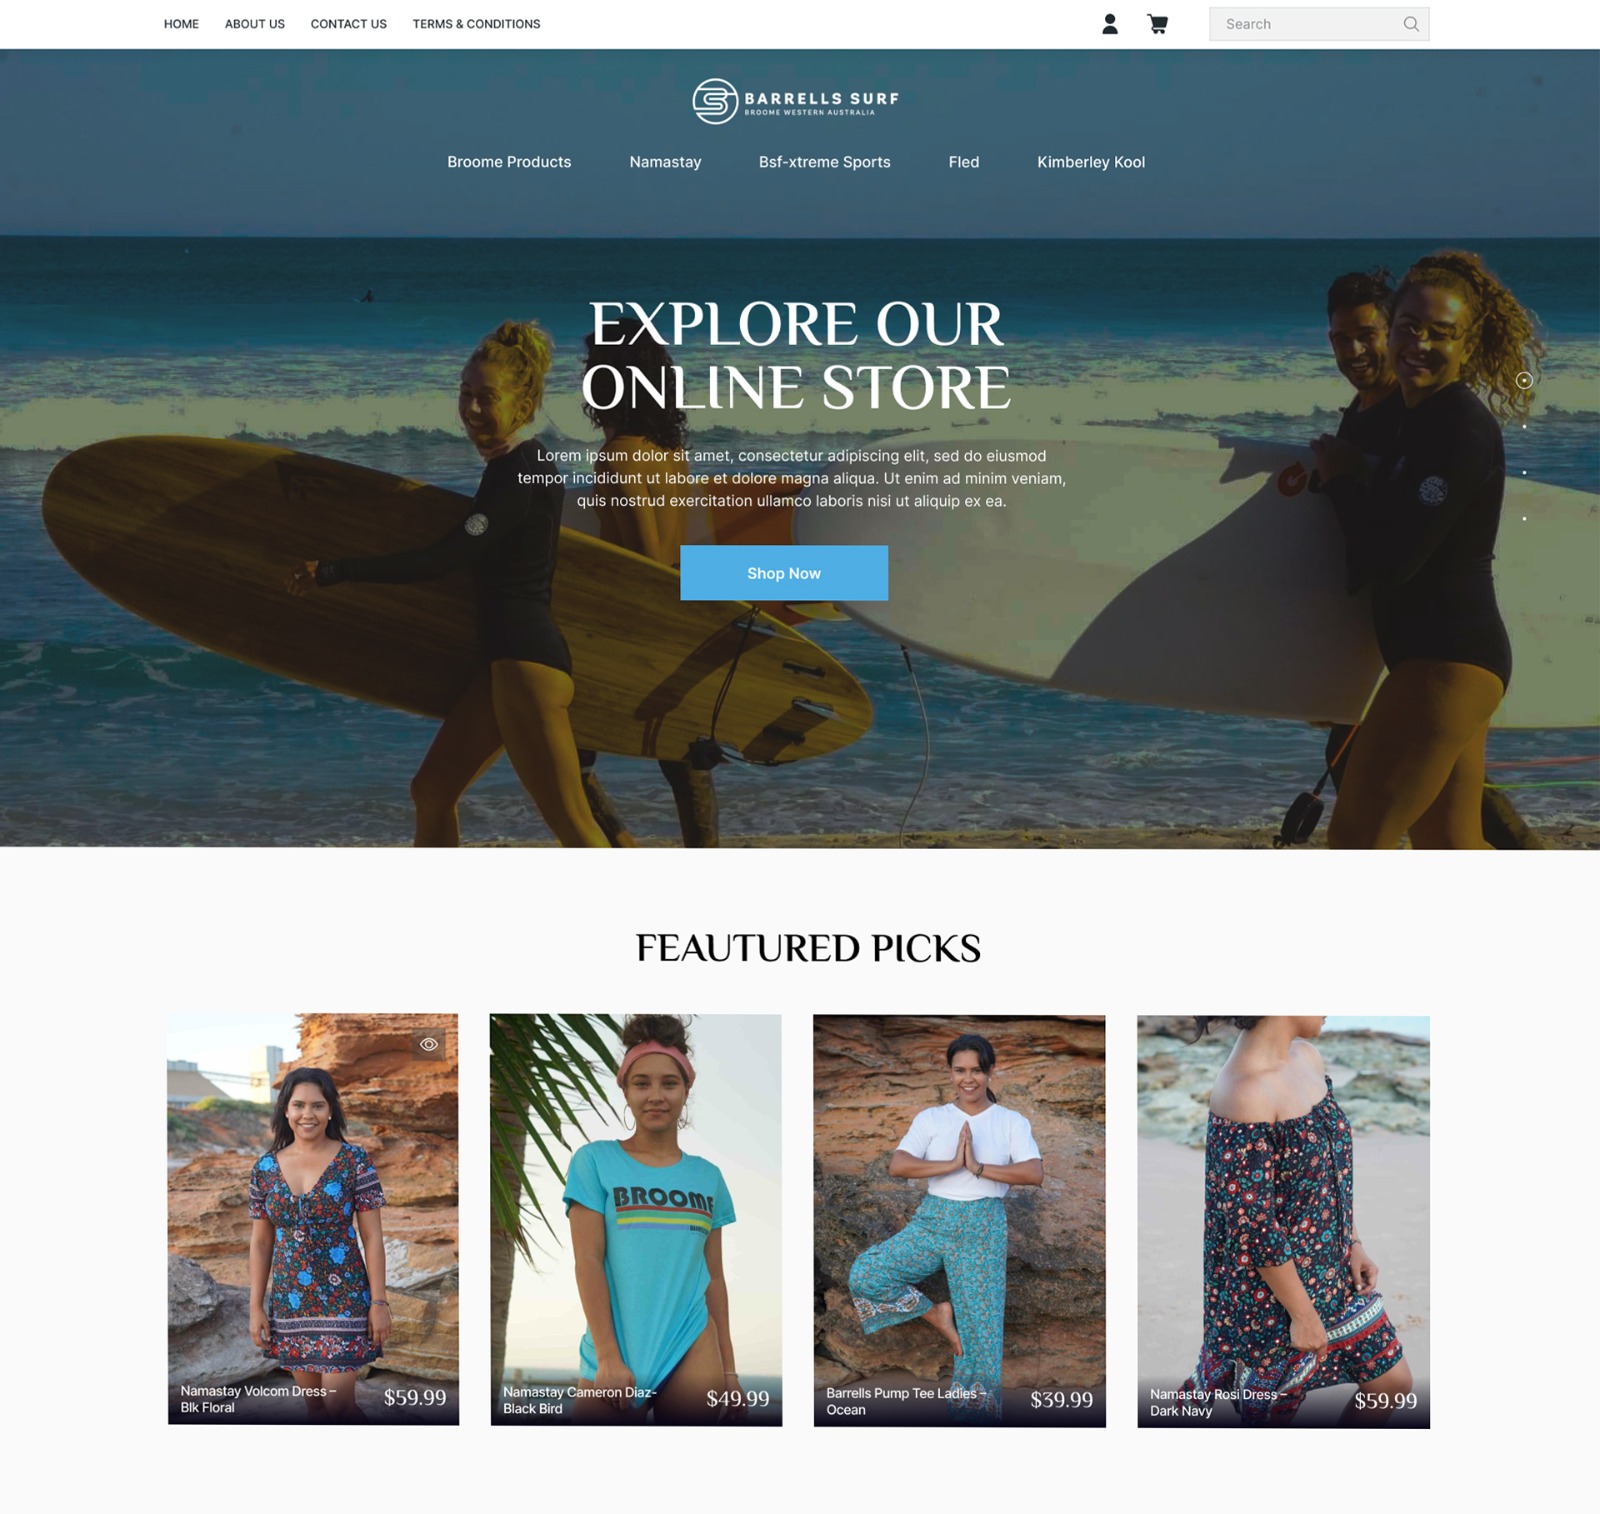 HOME ABOUT US CONTACT US TERMS & CONDITIONS Search
BARRELLS SURF
BROOME WESTERN AUSTRALIA
Broome Products Namastay Bsf-xtreme Sports Fled Kimberley Kool
EXPLORE OUR
ONLINE STORE
Lorem ipsum dolor sit amet, consectetur adipiscing elit, sed do eiusmod
tempor incididunt ut labore et dolore magna aliqua. Ut enim ad minim veniam,
quis nostrud exercitation ullamco laboris nisi ut aliquip ex ea.
Shop Now
FEAUTURED PICKS
BROOME
Namastay Volcom Dress –
Blk Floral
$59.99
Namastay Cameron Diaz-
Black Bird
$49.99
Barrells Pump Tee Ladies –
Ocean
$39.99
Namastay Rosi Dress –
Dark Navy
$59.99